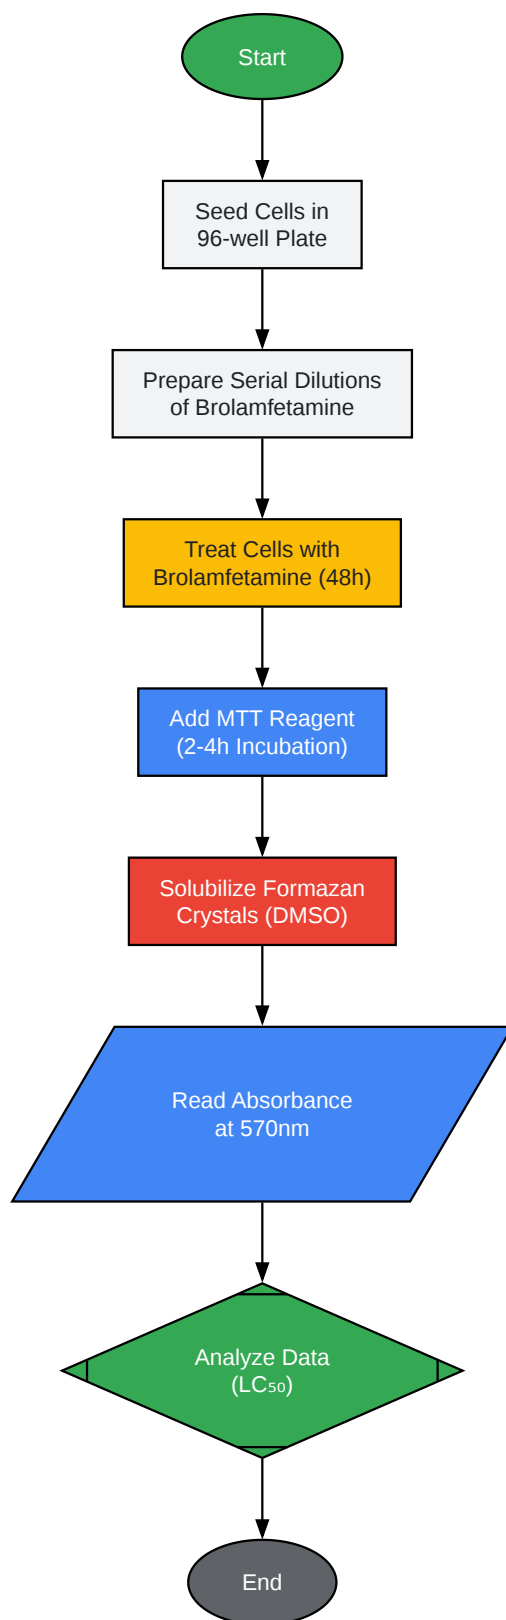 Start
Seed Cells in
96-well Plate
Prepare Serial Dilutions
of Brolamfetamine
Treat Cells with
Brolamfetamine (48h)
Add MTT Reagent
(2-4h Incubation)
Solubilize Formazan
Crystals (DMSO)
Read Absorbance
at 570nm
Analyze Data
(LC₅₀)
End